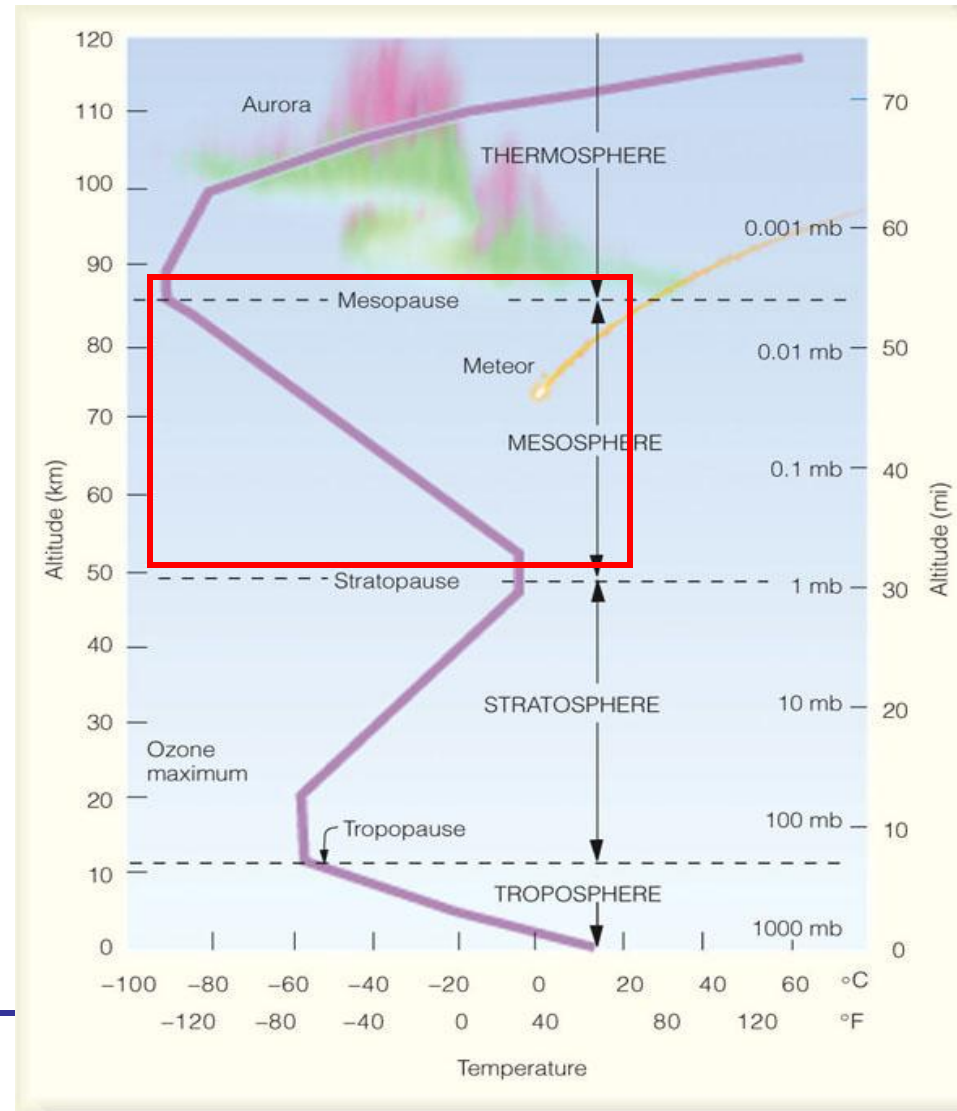 120
110
100
90
80
70
60
50
40
30
20
10
0
Altitude (km)
Aurora
THERMOSPHERE
Mesopause
Meteor
MESOSPHERE
Stratopause
STRATOSPHERE
Ozone
maximum
Tropopause
TROPOSPHERE
0.001 mb
0.01 mb
0.1 mb
1 mb
10 mb
100 mb
1000 mb
70
60
50
40
30
20
10
0
Altitude (mi)
−100 −80 −60 −40 −20 0 20 40 60 °C
−120 −80 −40 0 40 80 120 °F
Temperature